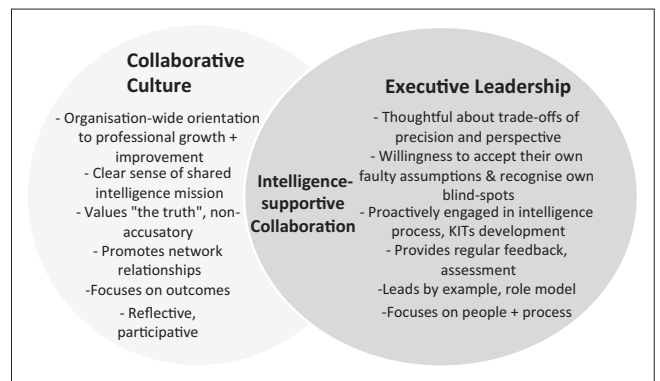 Collaborative
Culture
- Organisation-wide orientation
to professional growth +
improvement
- Clear sense of shared
intelligence mission
-Values "the truth", non-
accusatory
- Promotes network
relationships
-Focuses on outcomes
- Reflective,
participative
Intelligence-
supportive
Collaboration
Executive Leadership
- Thoughtful about trade-offs of
precision and perspective
- Willingness to accept their own
faulty assumptions & recognise own
blind-spots
- Proactively engaged in intelligence
process, KITs development
- Provides regular feedback,
assessment
-Leads by example, role model
-Focuses on people + process